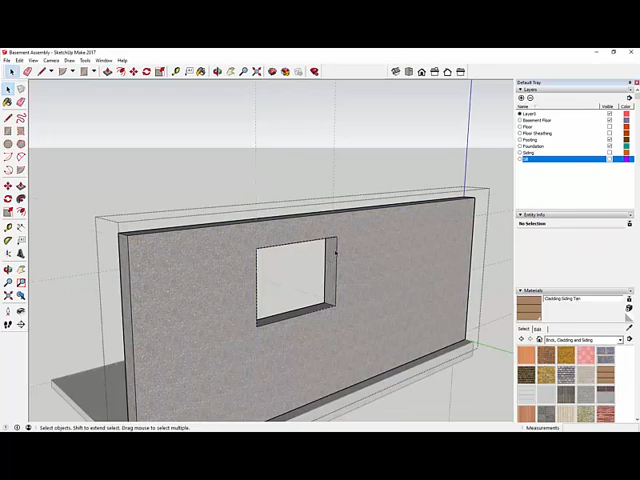 Basement Assembly - SketchUp Make 2017
File Edit View Camera Draw Tools Window Help
Default Tray
Layers
Name Visible Color
Layer0
Basement Floor
Floor
Floor Sheathing
Footing
Foundation
Siding
Sill
Entity Info
No Selection
Materials
Cladding Siding Tan
Select Edit
Brick, Cladding and Siding
Select objects. Shift to extend select. Drag mouse to select multiple.
Measurements